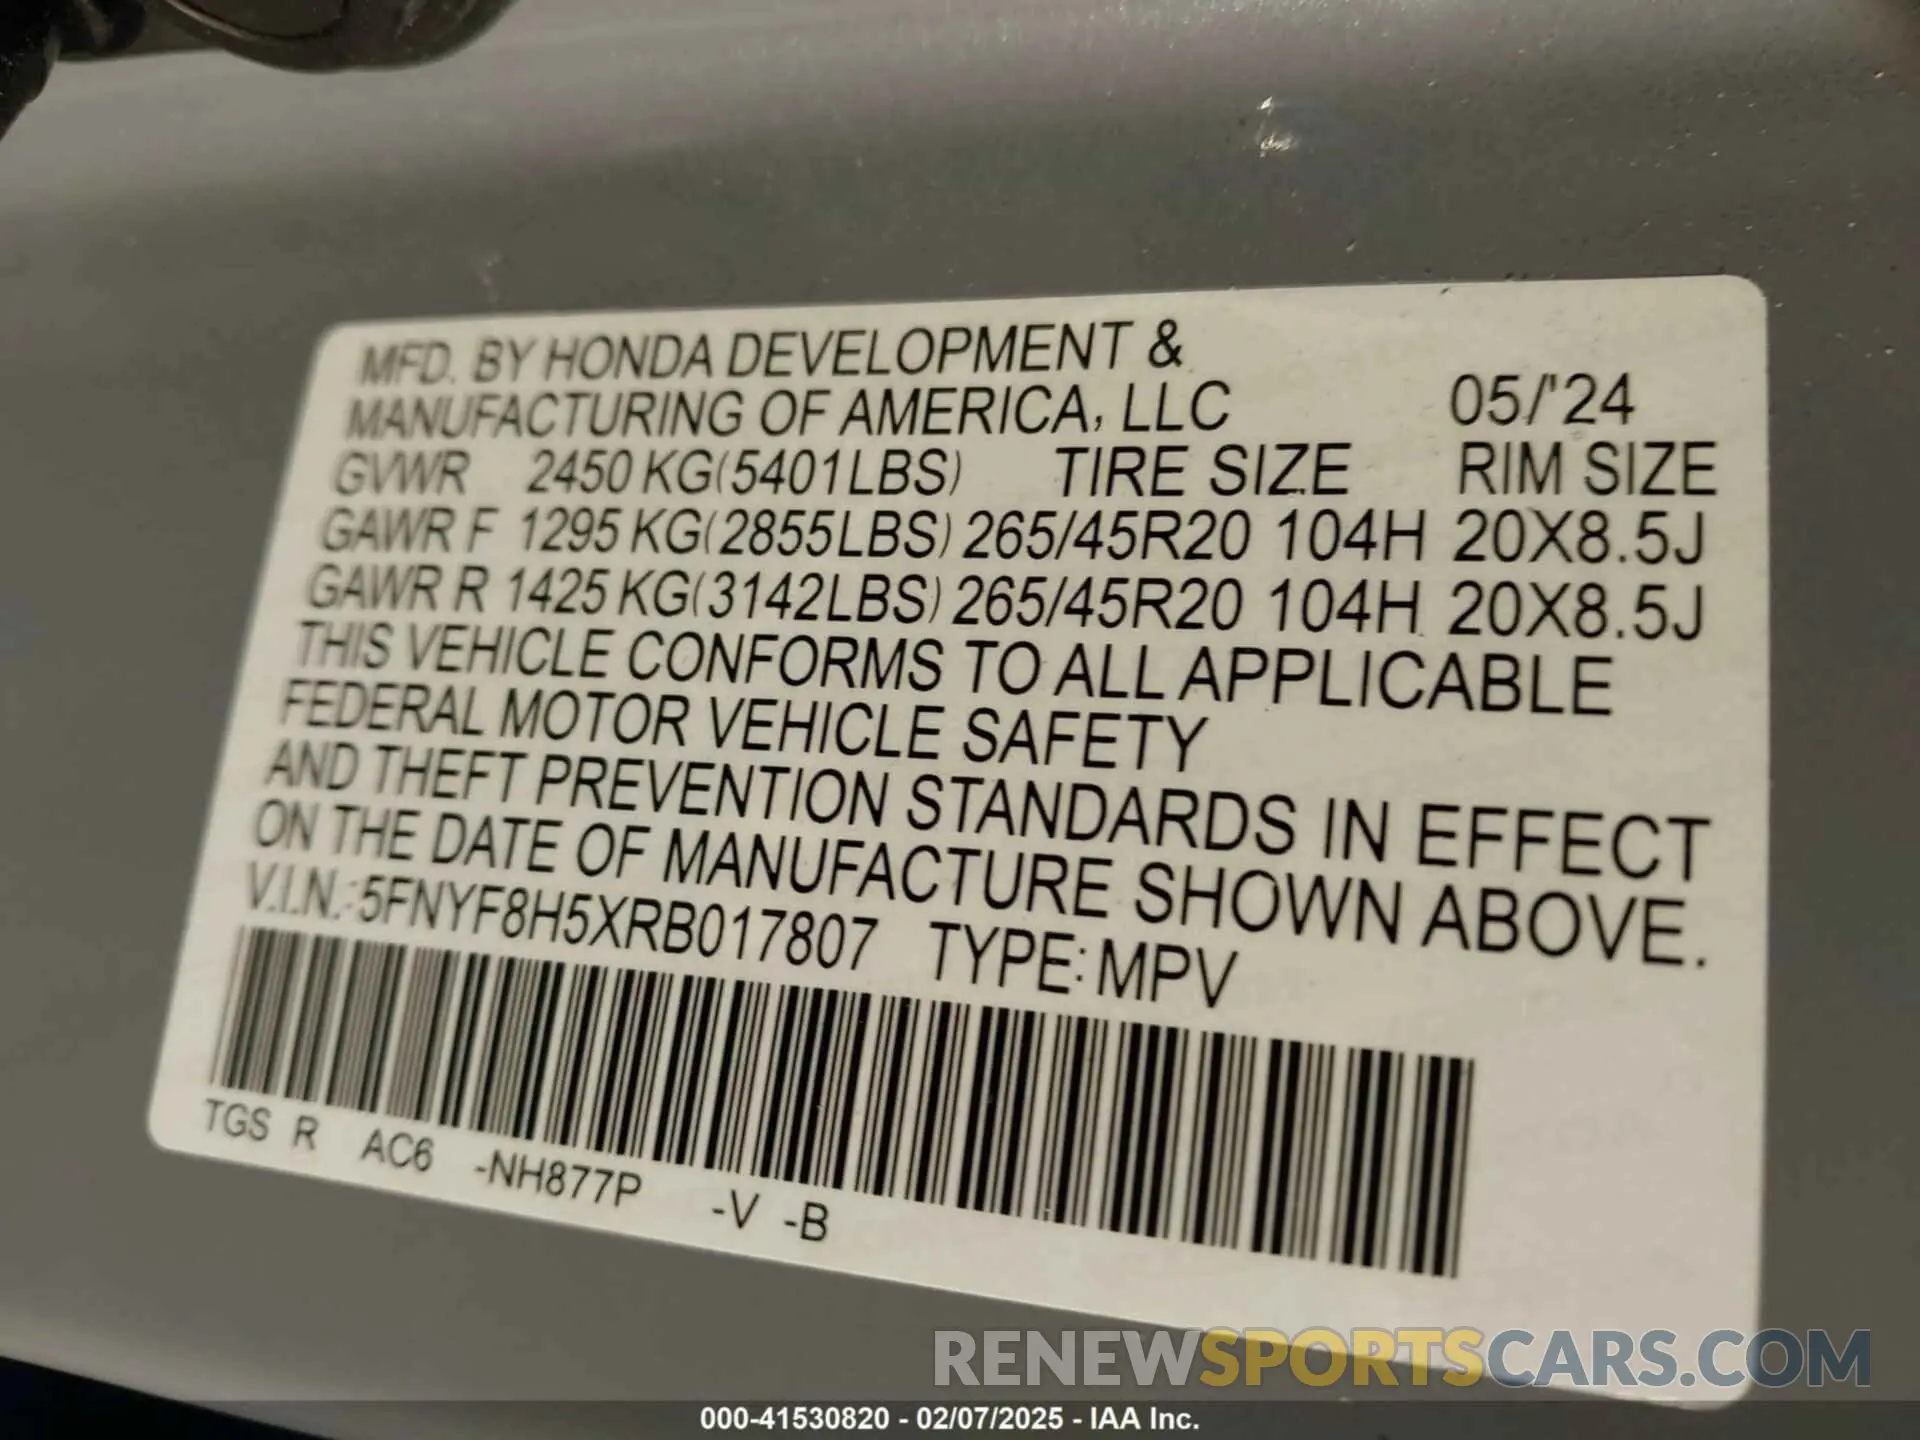 MFD. BY HONDA DEVELOPMENT &
MANUFACTURING OF AMERICA, LLC 05/'24
GVWR 2450 KG(5401LBS) TIRE SIZE RIM SIZE
GAWR F 1295 KG(2855LBS) 265/45R20 104H 20X8.5J
GAWR R 1425 KG(3142LBS) 265/45R20 104H 20X8.5J
THIS VEHICLE CONFORMS TO ALL APPLICABLE
FEDERAL MOTOR VEHICLE SAFETY
AND THEFT PREVENTION STANDARDS IN EFFECT
ON THE DATE OF MANUFACTURE SHOWN ABOVE.
V.I.N.: 5FNYF8H5XRB017807 TYPE: MPV
TGS R AC6 -NH877P -V -B
RENEWSPORTSCARS.COM
000-41530820 - 02/07/2025 - IAA Inc.